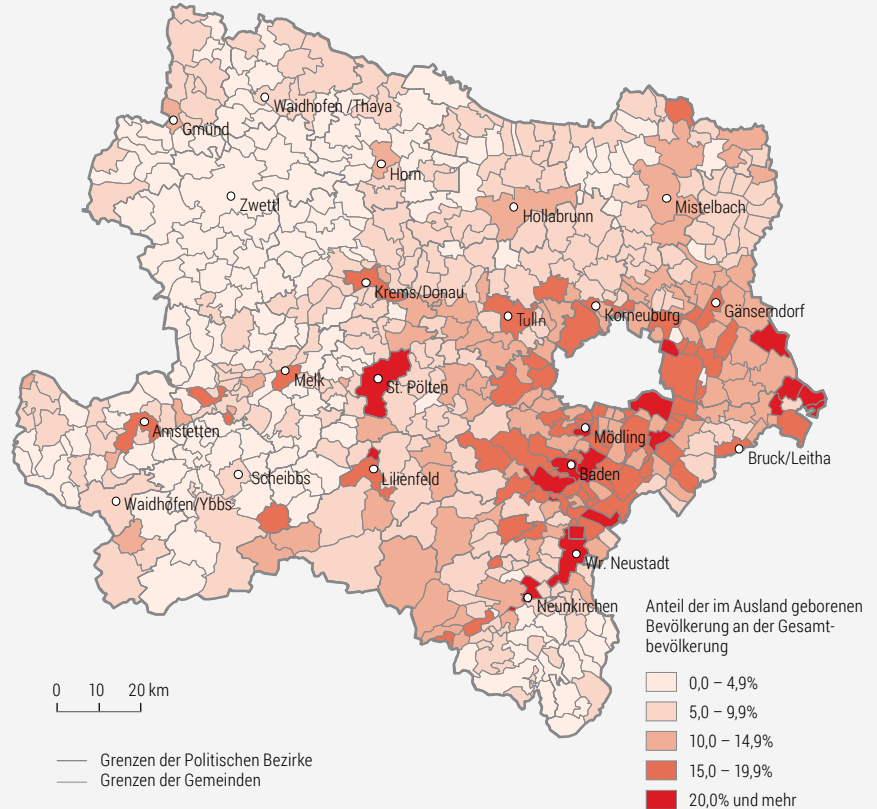 Waidhofen /Thaya
Gmünd
Horn
Zwettl
Hollabrunn
Mistelbach
Krems/Donau
Tulln
Korneuburg
Gänserndorf
Melk
St. Pölten
Amstetten
Mödling
Bruck/Leitha
Scheibbs
Lilienfeld
Baden
Waidhofen/Ybbs
Wr. Neustadt
Neunkirchen
Anteil der im Ausland geborenen
Bevölkerung an der Gesamt-
bevölkerung
0,0 – 4,9%
5,0 – 9,9%
10,0 – 14,9%
15,0 – 19,9%
20,0% und mehr
0 10 20 km
Grenzen der Politischen Bezirke
Grenzen der Gemeinden